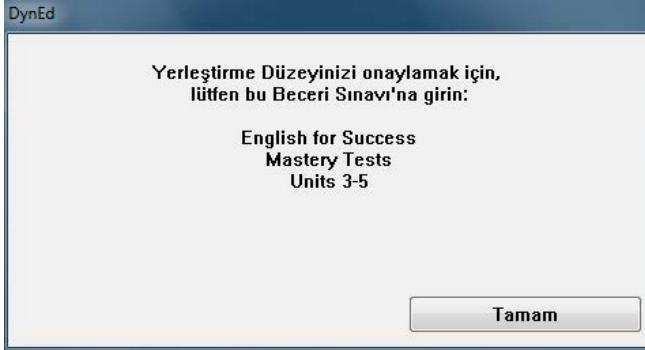 DynEd
Yerleştirme Düzeyinizi onaylamak için,
lütfen bu Beceri Sınavı'na girin:
English for Success
Mastery Tests
Units 3-5
Tamam